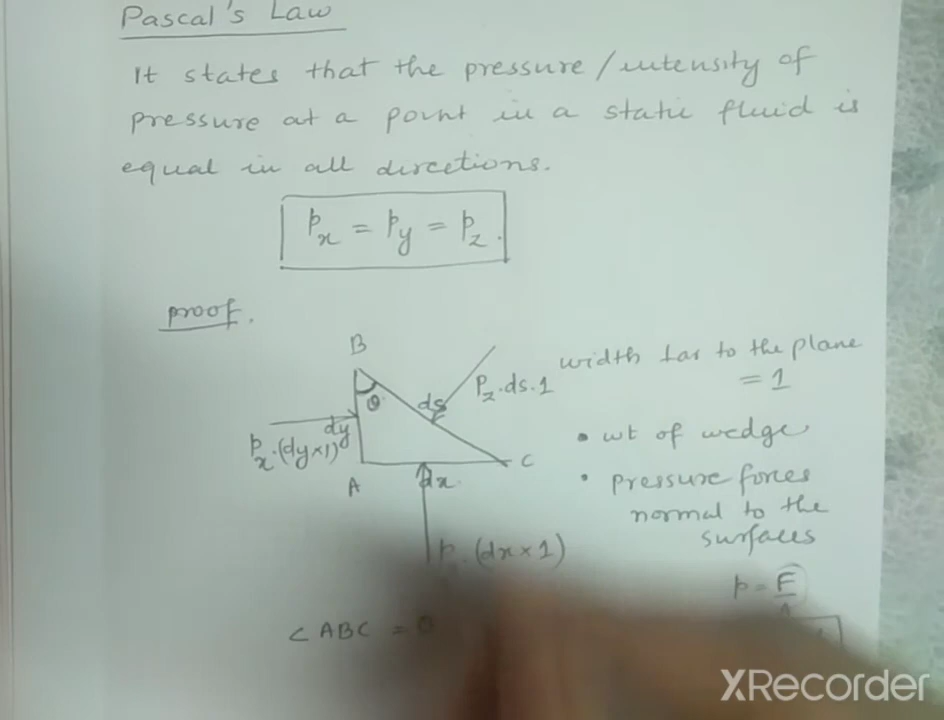 Pascal's Law
It states that the pressure/intensity of
pressure at a point in a static fluid is
equal in all directions.
px = py = pz.
proof.
B
θ
ds
Pz.ds.1
width to the plane
= 1
dy
px.(dy×1)
A
dx
C
• wt of wedge
• pressure forces
normal to the
surfaces
p .(dx×1)
p = F
∠ABC = θ
XRecorder